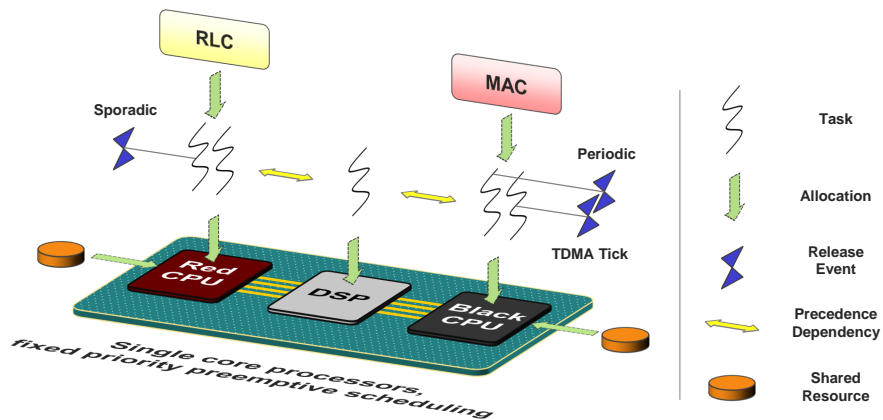 RLC
MAC
Sporadic
Periodic
TDMA Tick
Red
CPU
DSP
Black
CPU
Single core processors,
fixed priority preemptive scheduling
Task
Allocation
Release
Event
Precedence
Dependency
Shared
Resource